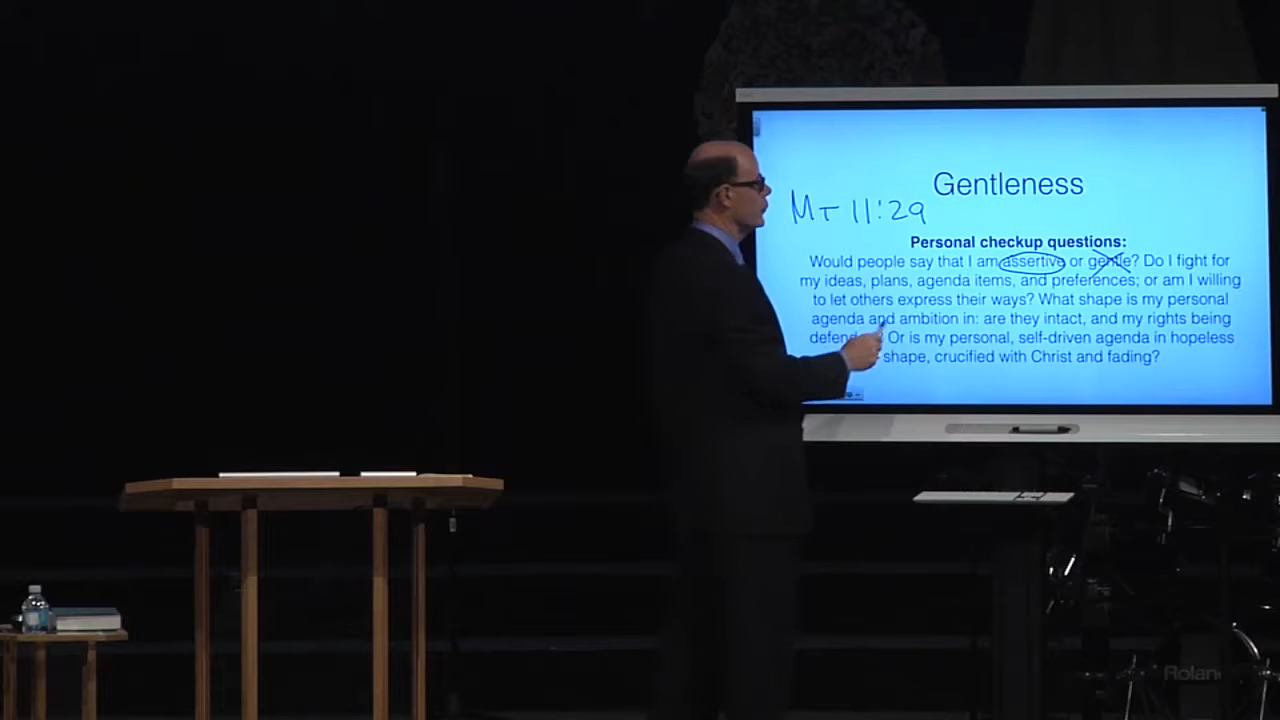 Gentleness
MT 11:29
Personal checkup questions:
Would people say that I am assertive or gentle? Do I fight for
my ideas, plans, agenda items, and preferences; or am I willing
to let others express their ways? What shape is my personal
agenda and ambition in: are they intact, and my rights being
Or is my personal, self-driven agenda in hopeless
shape, crucified with Christ and fading?
Roland